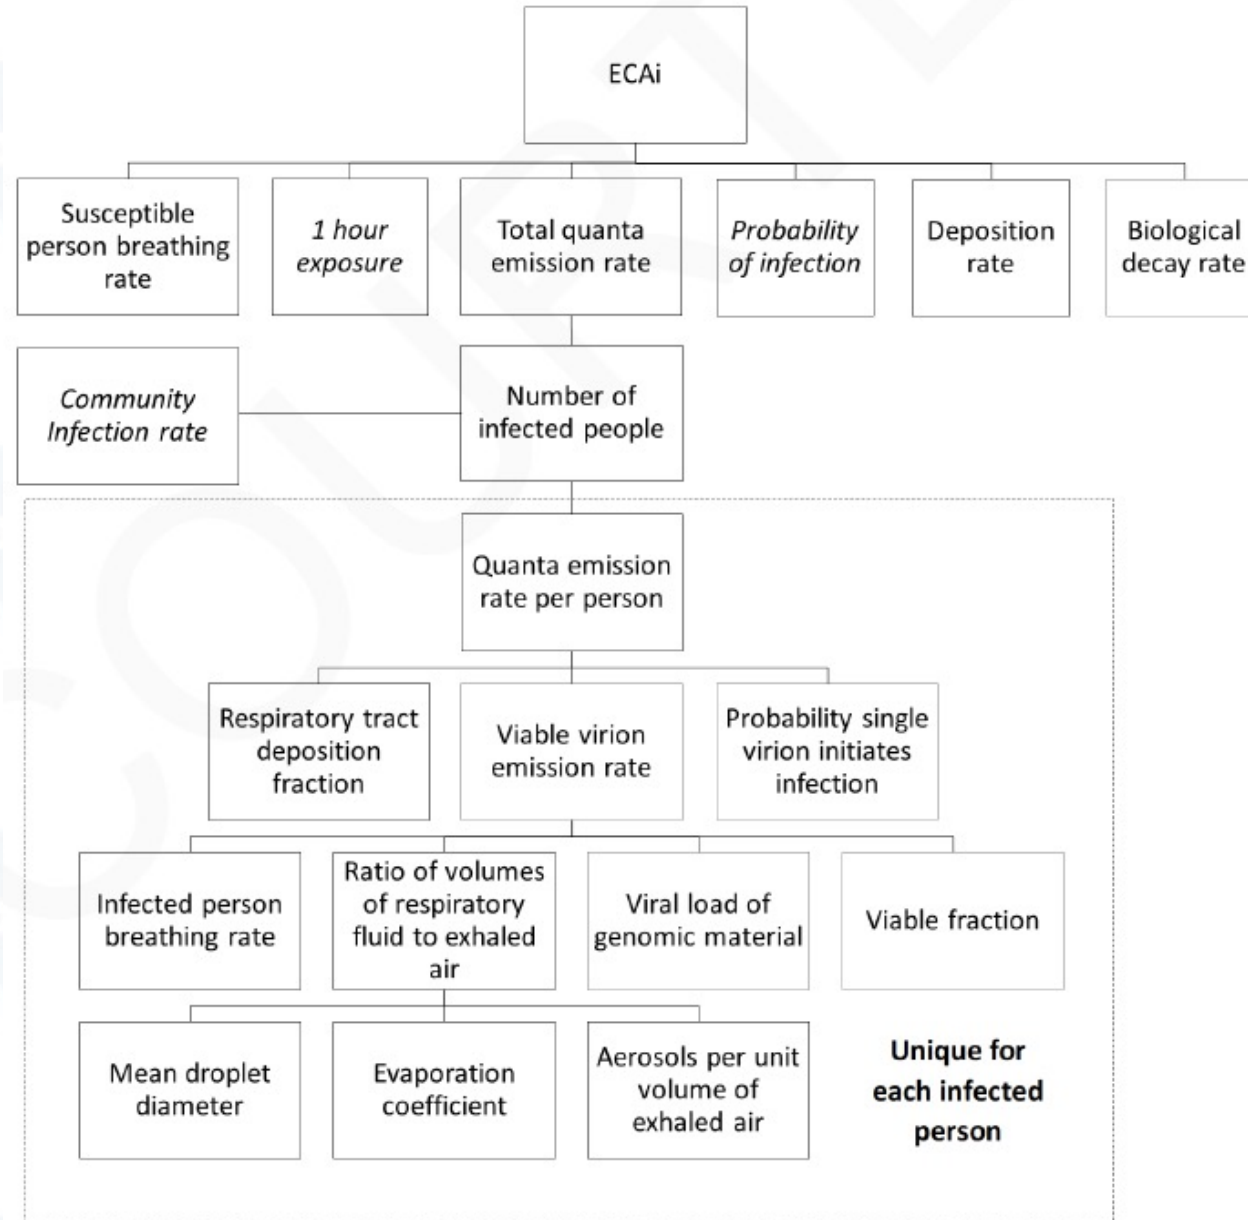 ECAi
Susceptible
person breathing
rate
1 hour
exposure
Total quanta
emission rate
Probability
of infection
Deposition
rate
Biological
decay rate
Community
Infection rate
Number of
infected people
Quanta emission
rate per person
Respiratory tract
deposition
fraction
Viable virion
emission rate
Probability single
virion initiates
infection
Infected person
breathing rate
Ratio of volumes
of respiratory
fluid to exhaled
air
Viral load of
genomic material
Viable fraction
Mean droplet
diameter
Evaporation
coefficient
Aerosols per unit
volume of
exhaled air
Unique for
each infected
person